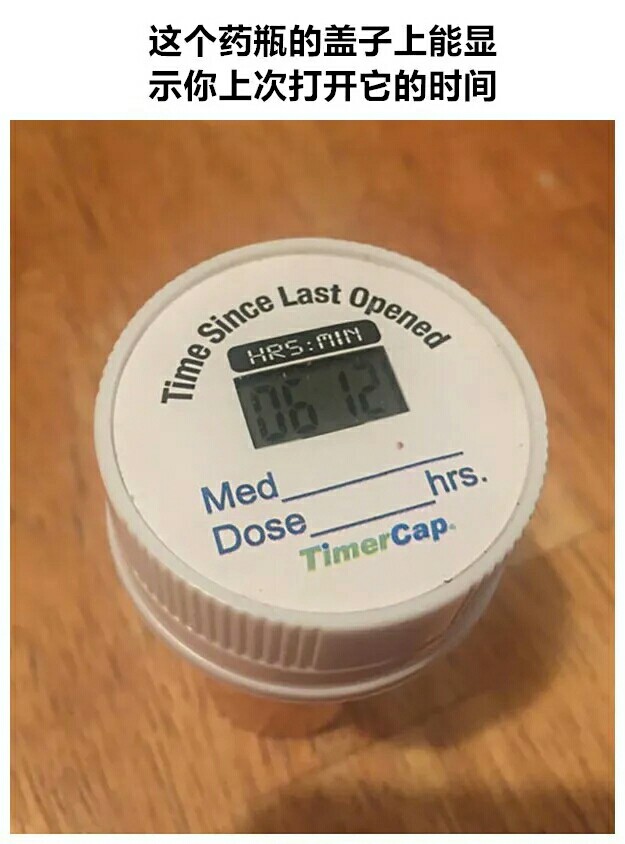 这个药瓶的盖子上能显
示你上次打开它的时间
Time Since Last Opened
HRS:MIN
06 12
Med
Dose hrs.
TimerCap